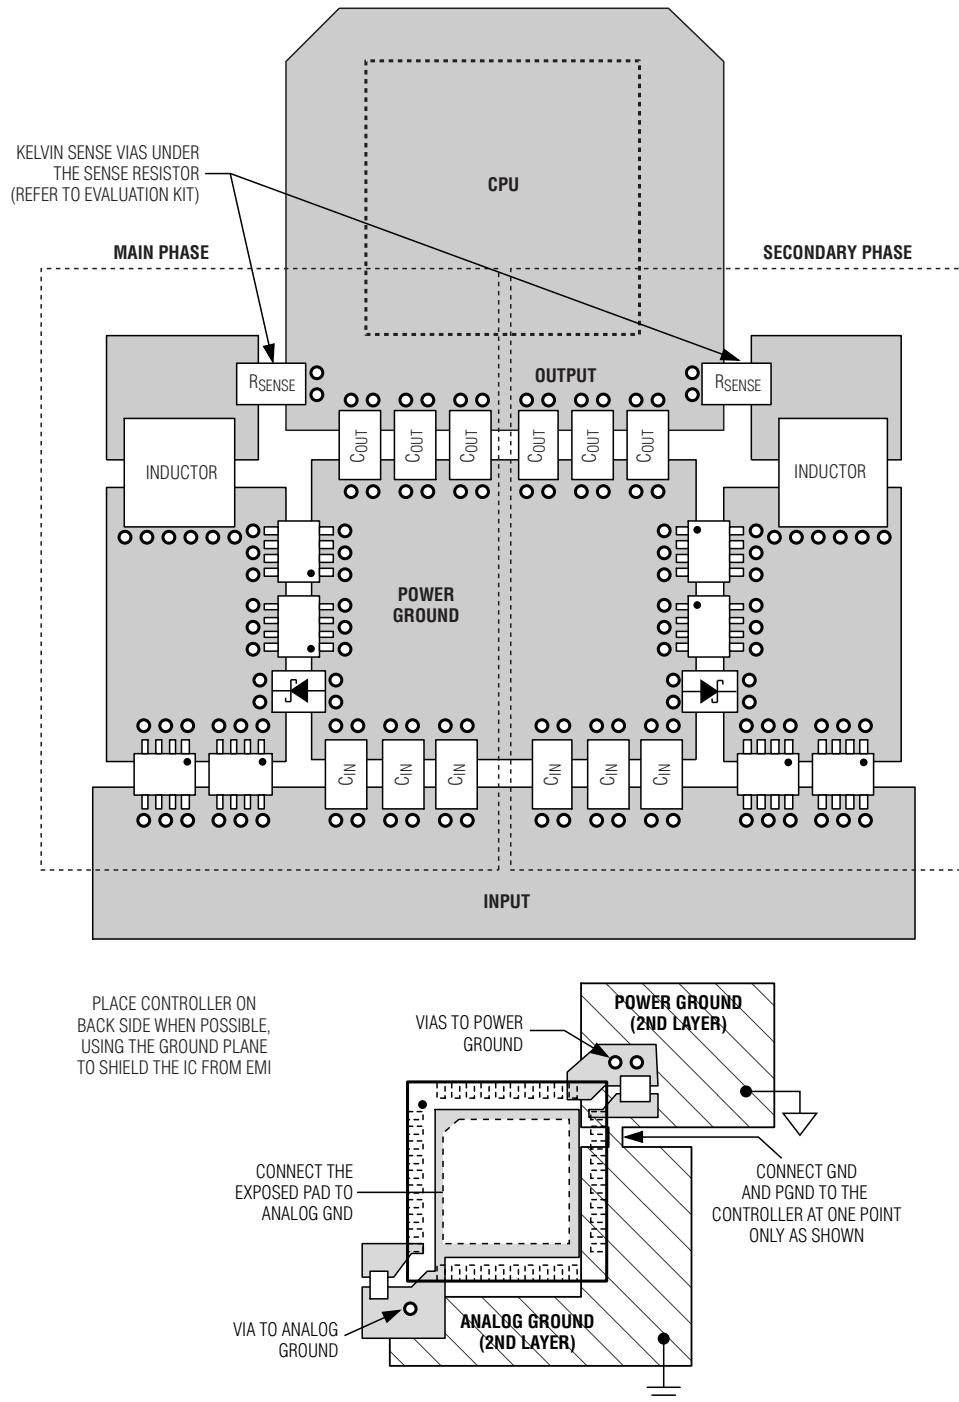 CPU
KELVIN SENSE VIAS UNDER
THE SENSE RESISTOR
(REFER TO EVALUATION KIT)
MAIN PHASE
SECONDARY PHASE
RSENSE
OUTPUT
RSENSE
INDUCTOR
COUT
COUT
COUT
COUT
COUT
COUT
INDUCTOR
POWER
GROUND
CIN
CIN
CIN
CIN
CIN
CIN
INPUT
PLACE CONTROLLER ON
BACK SIDE WHEN POSSIBLE,
USING THE GROUND PLANE
TO SHIELD THE IC FROM EMI
VIAS TO POWER
GROUND
POWER GROUND
(2ND LAYER)
CONNECT THE
EXPOSED PAD TO
ANALOG GND
CONNECT GND
AND PGND TO THE
CONTROLLER AT ONE POINT
ONLY AS SHOWN
VIA TO ANALOG
GROUND
ANALOG GROUND
(2ND LAYER)